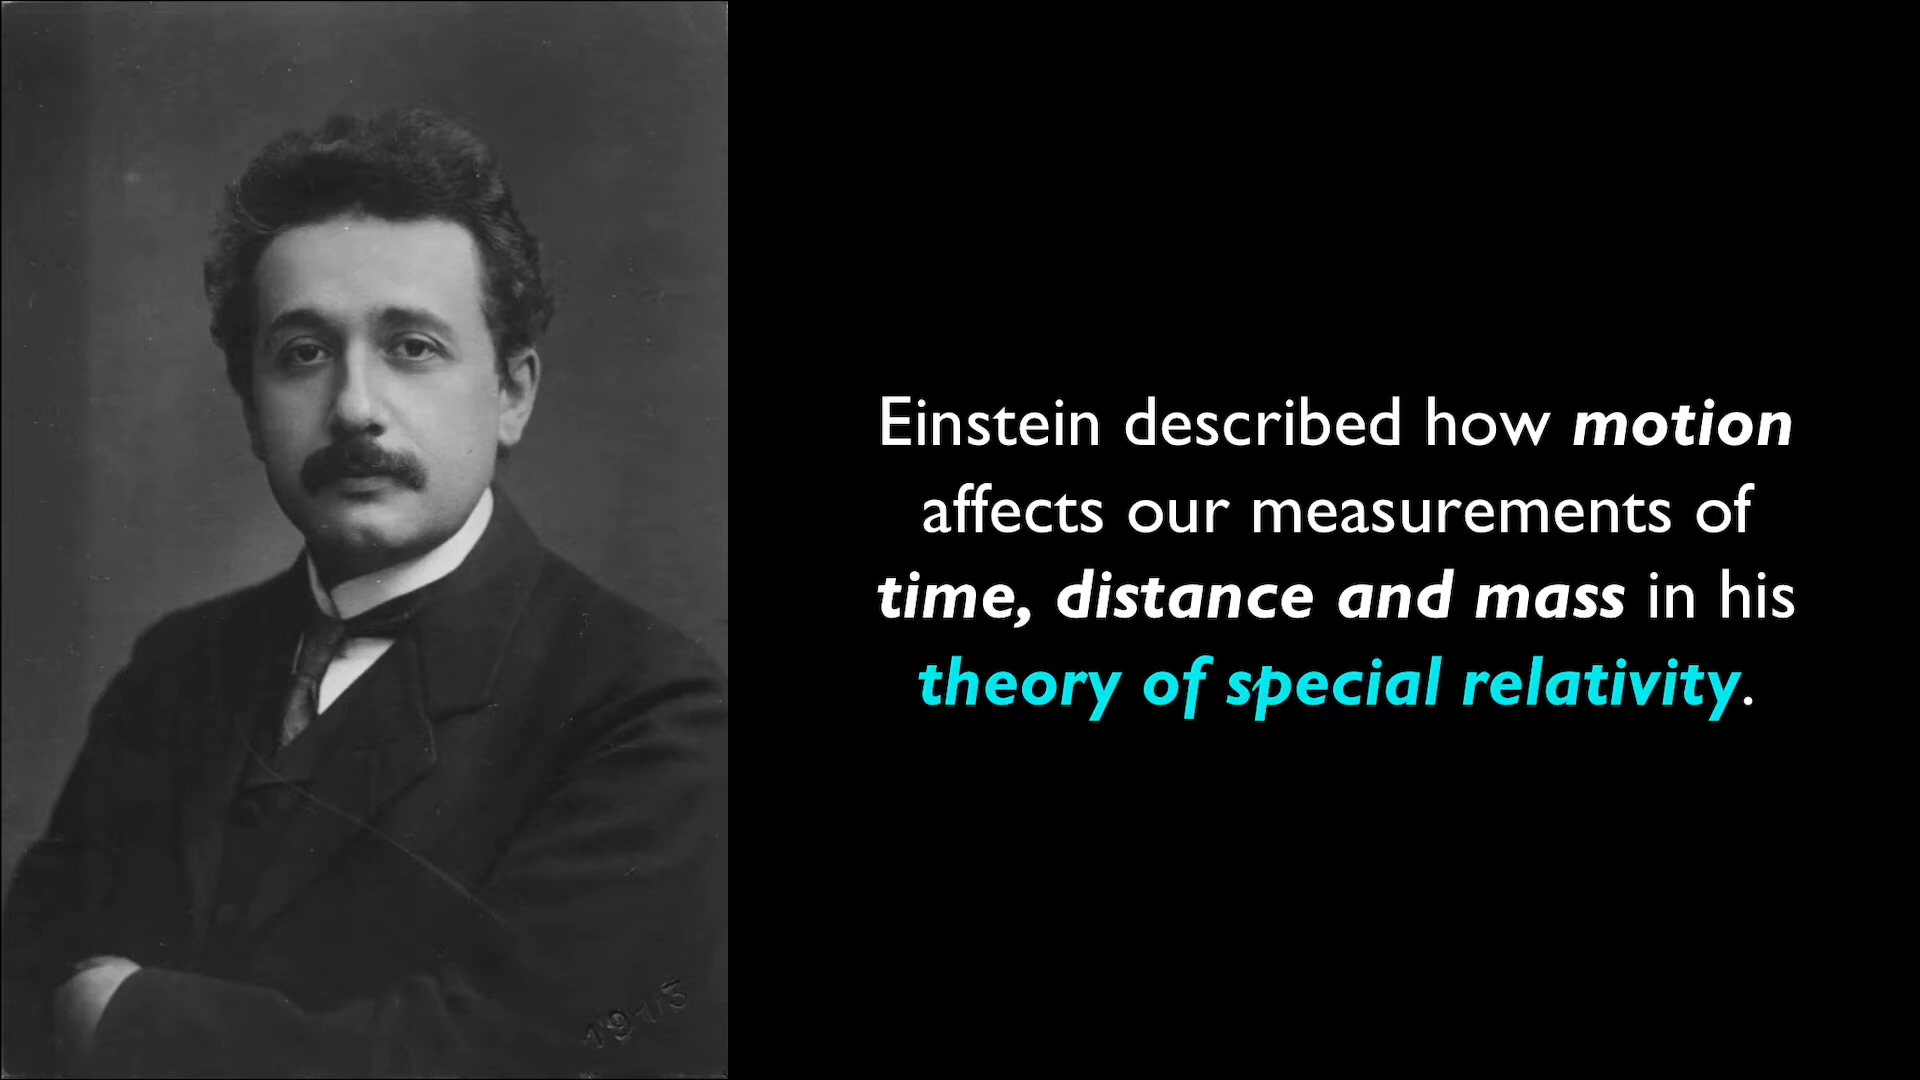 Einstein described how motion
affects our measurements of
time, distance and mass in his
theory of special relativity.